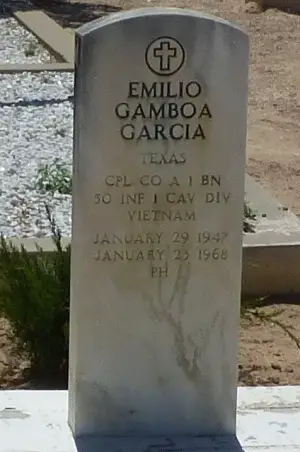 EMILIO
GAMBOA
GARCIA
TEXAS
CPL CO A 1 BN
50 INF 1 CAV DIV
VIETNAM
JANUARY 29 1947
JANUARY 25 1968
PH